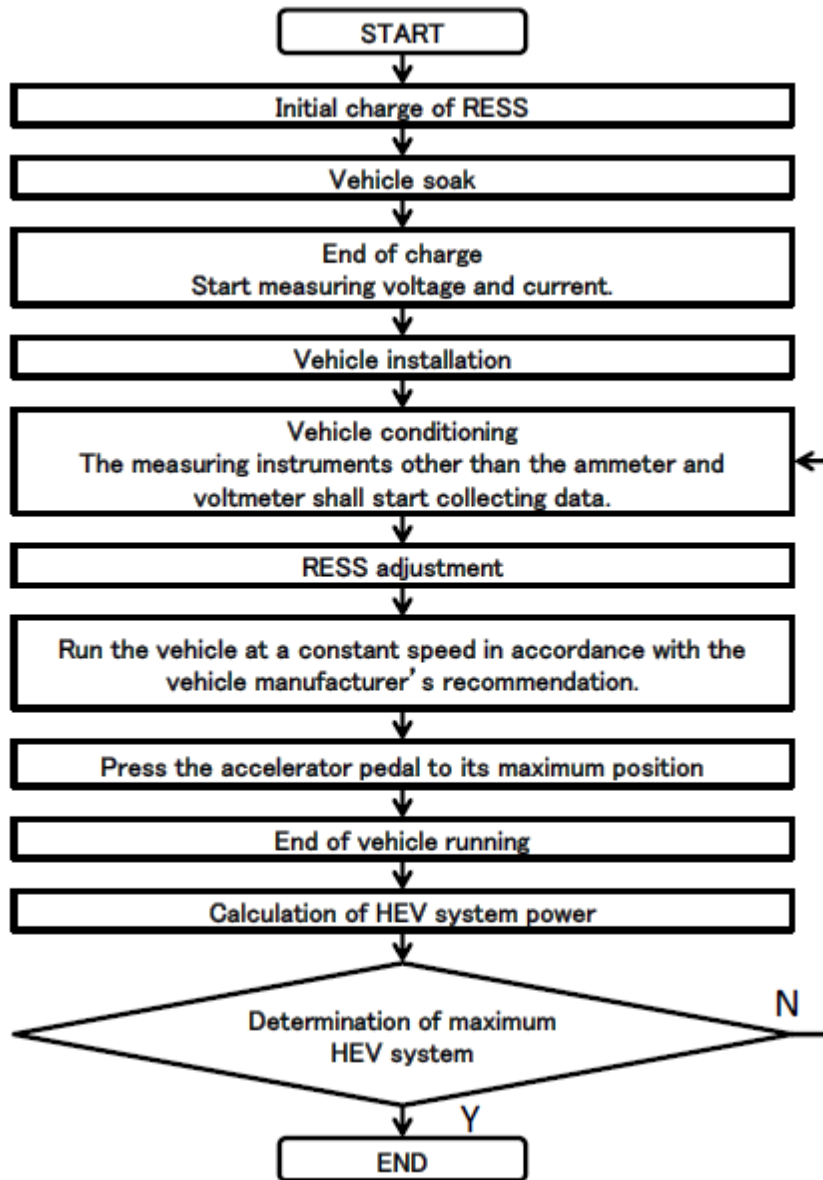 START
Initial charge of RESS
Vehicle soak
End of charge
Start measuring voltage and current.
Vehicle installation
Vehicle conditioning
The measuring instruments other than the ammeter and
voltmeter shall start collecting data.
RESS adjustment
Run the vehicle at a constant speed in accordance with the
vehicle manufacturer’s recommendation.
Press the accelerator pedal to its maximum position
End of vehicle running
Calculation of HEV system power
N
Determination of maximum
HEV system
Y
END